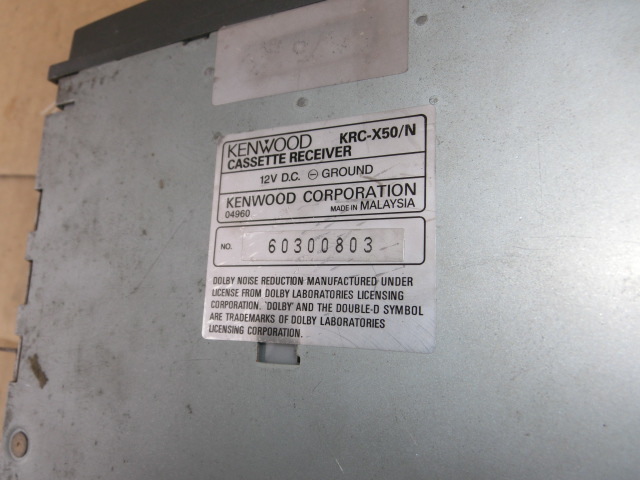 KENWOOD KRC-X50/N
CASSETTE RECEIVER
12V D.C. ⊖ GROUND
KENWOOD CORPORATION
04960 MADE IN MALAYSIA
NO. 60300803
DOLBY NOISE REDUCTION MANUFACTURED UNDER
LICENSE FROM DOLBY LABORATORIES LICENSING
CORPORATION. 'DOLBY' AND THE DOUBLE-D SYMBOL
ARE TRADEMARKS OF DOLBY LABORATORIES
LICENSING CORPORATION.